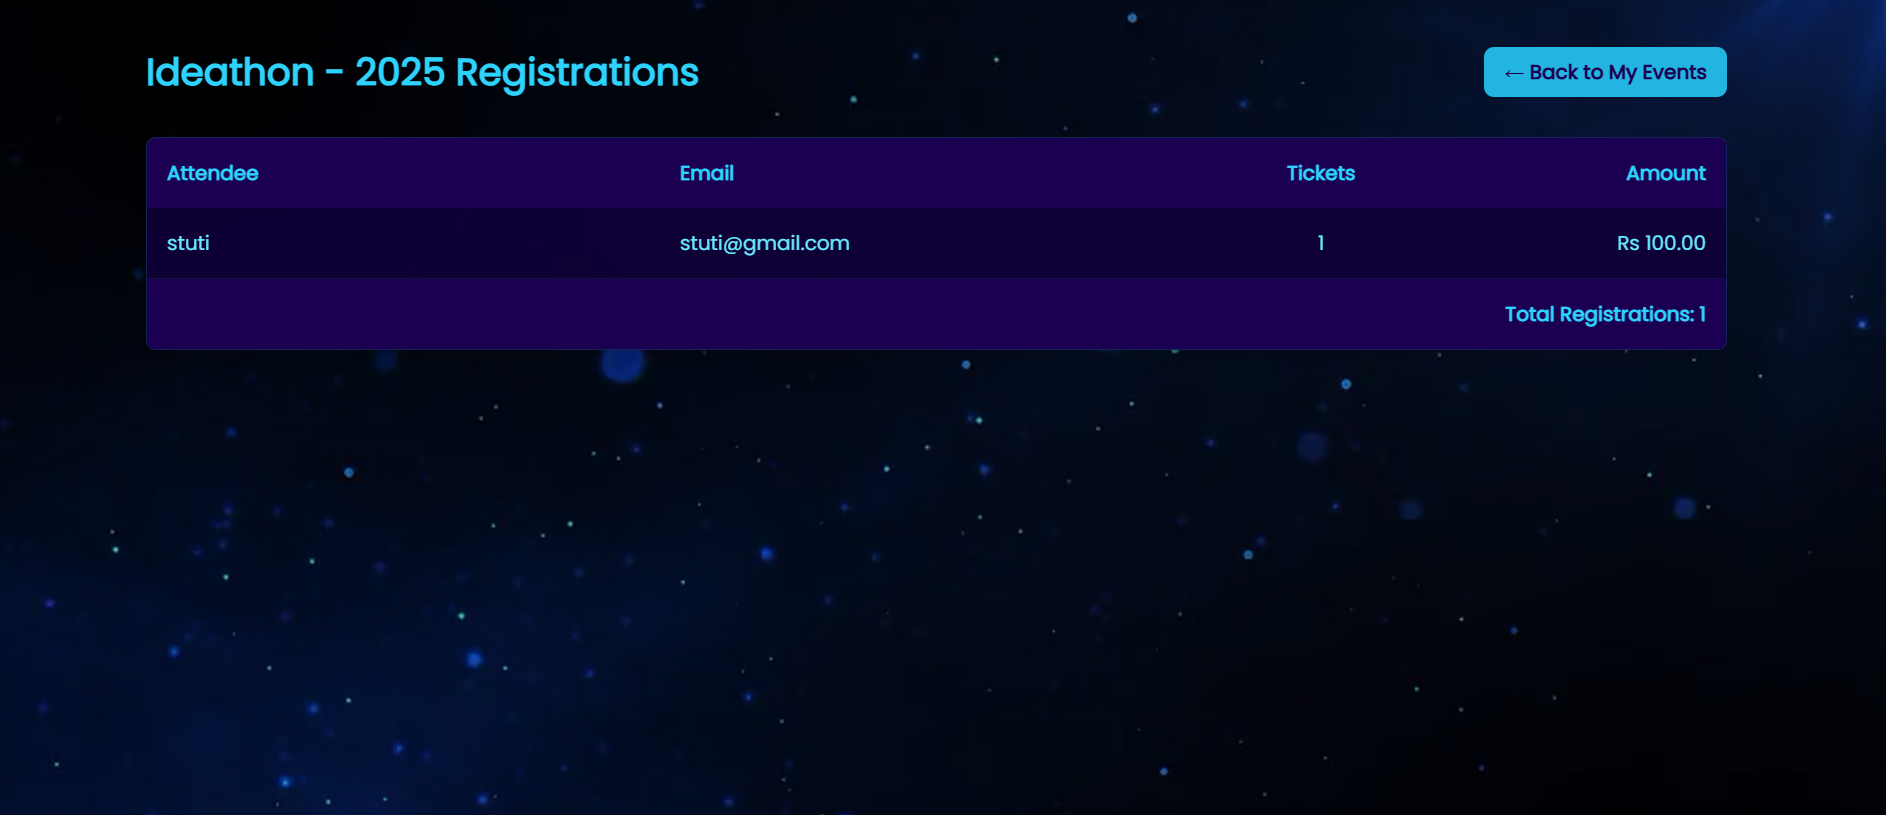 Ideathon - 2025 Registrations
← Back to My Events
Attendee Email Tickets Amount
stuti stuti@gmail.com 1 Rs 100.00
Total Registrations: 1